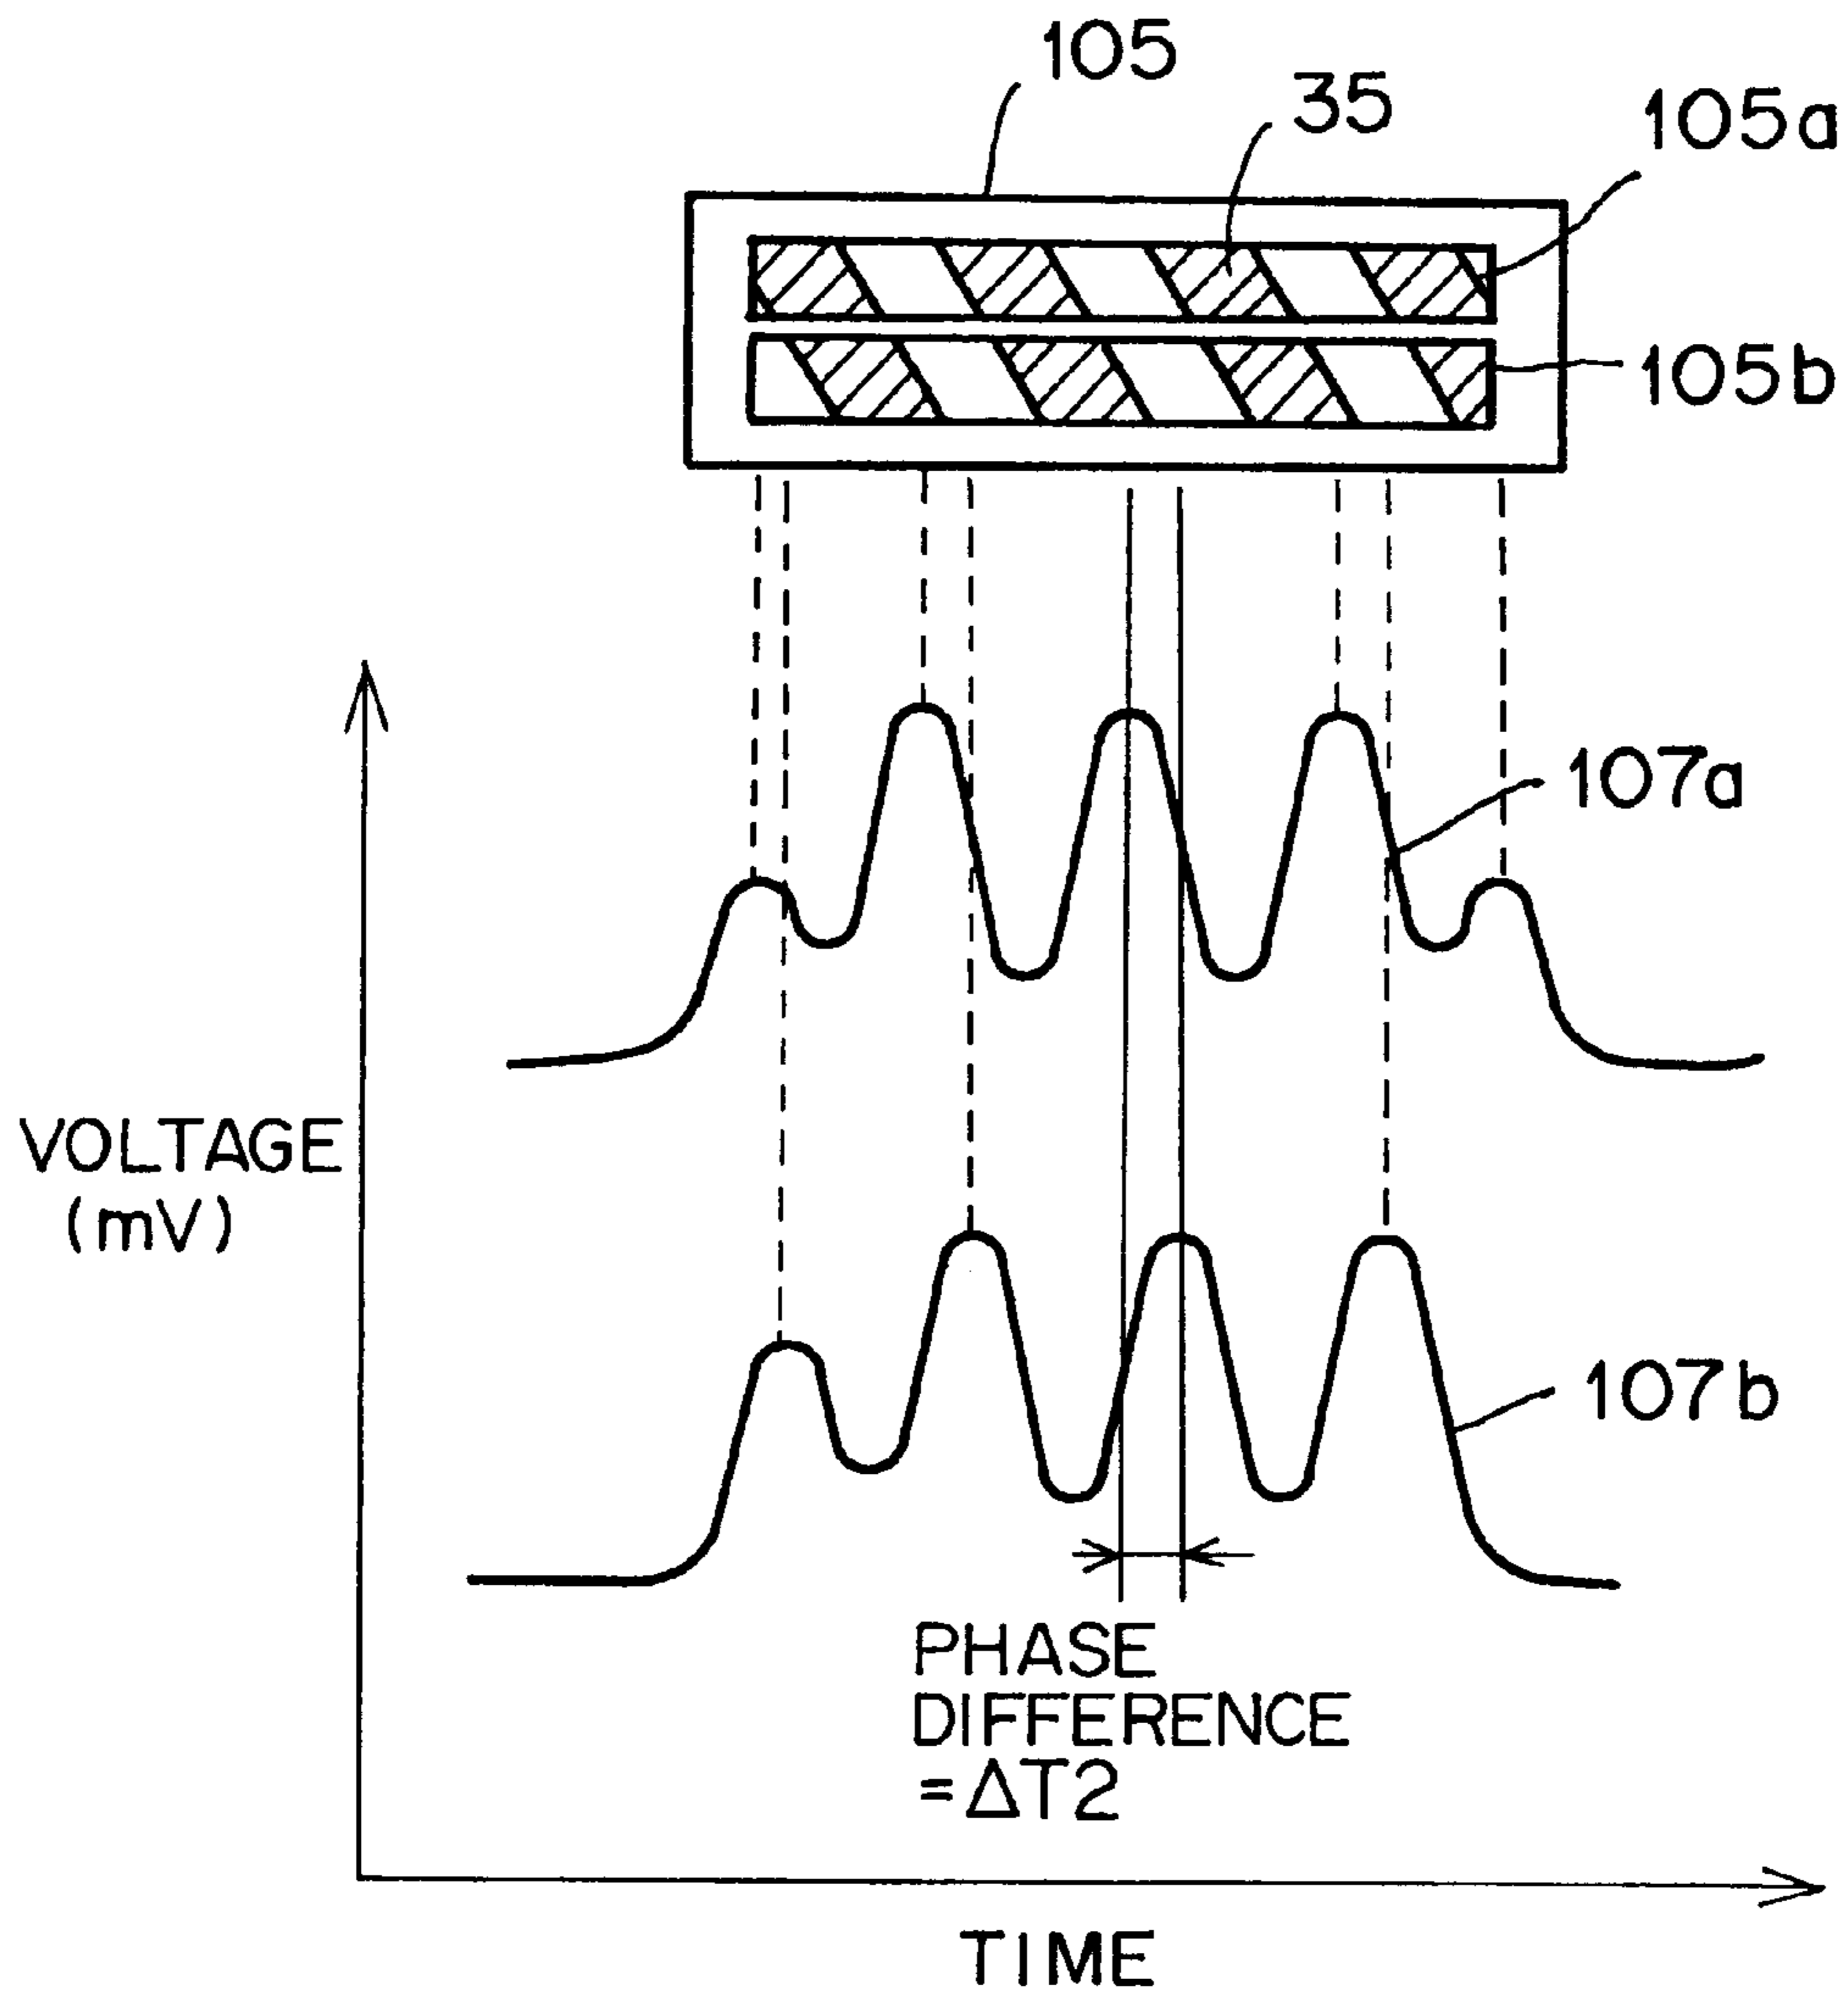 105
35
105a
105b
107a
VOLTAGE
(mV)
107b
PHASE
DIFFERENCE
=ΔT2
TIME